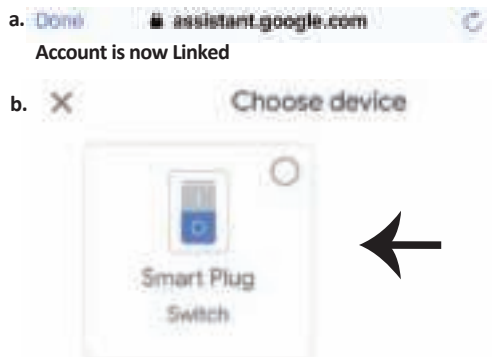 a. Done assistant.google.com
Account is now Linked
b. Choose device
Smart Plug
Switch